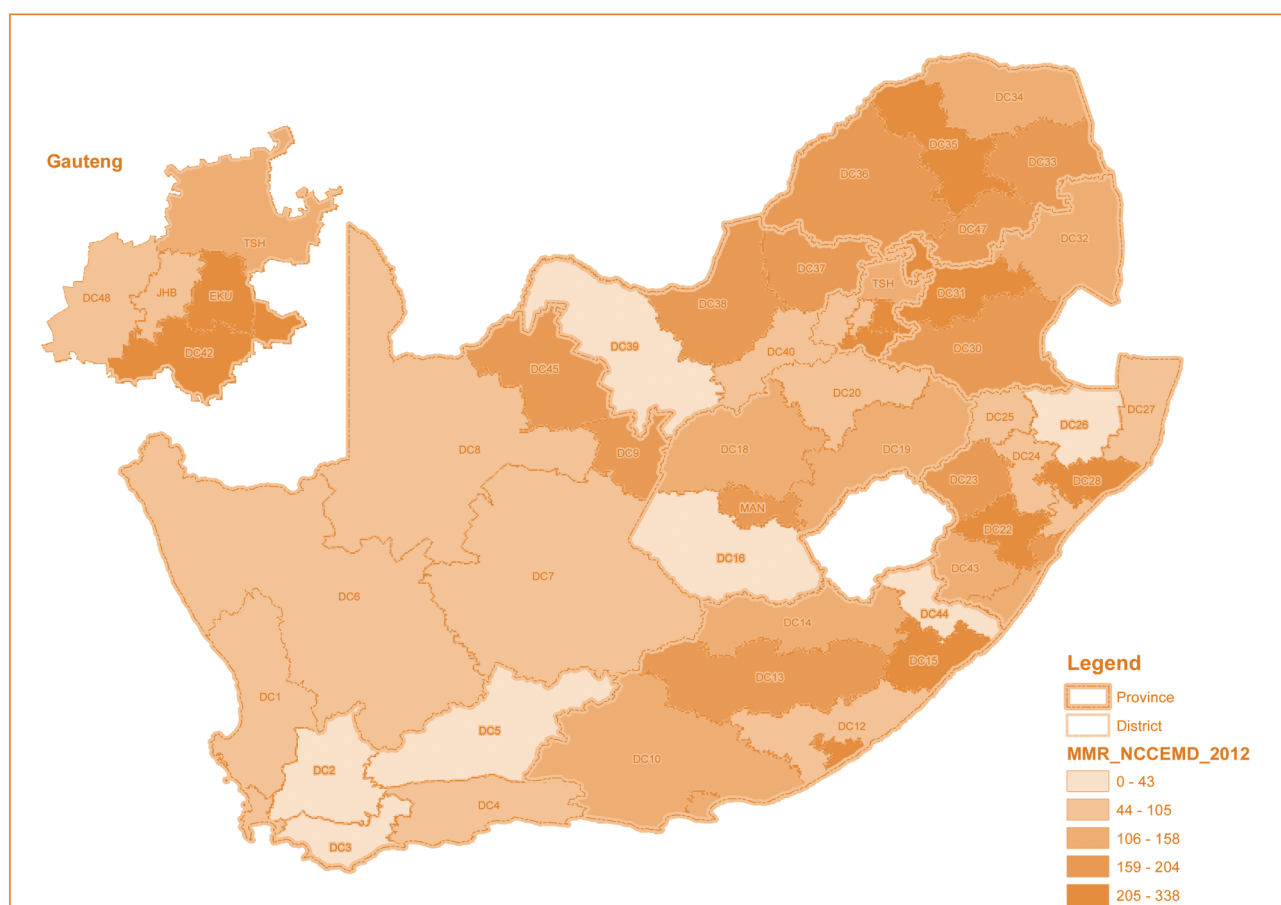 Gauteng
TSH
DC48
JHB
EKU
DC42
DC34
DC35
DC33
DC36
DC47
DC32
DC37
TSH
DC31
DC38
DC39
DC30
DC40
DC45
DC20
DC25
DC27
DC26
DC8
DC9
DC18
DC19
DC24
DC23
DC28
MAN
DC22
DC16
DC43
DC7
DC6
DC44
DC14
DC15
DC13
DC1
DC12
DC5
DC10
DC2
DC4
DC3
Legend
Province
District
MMR_NCCEMD_2012
0 - 43
44 - 105
106 - 158
159 - 204
205 - 338